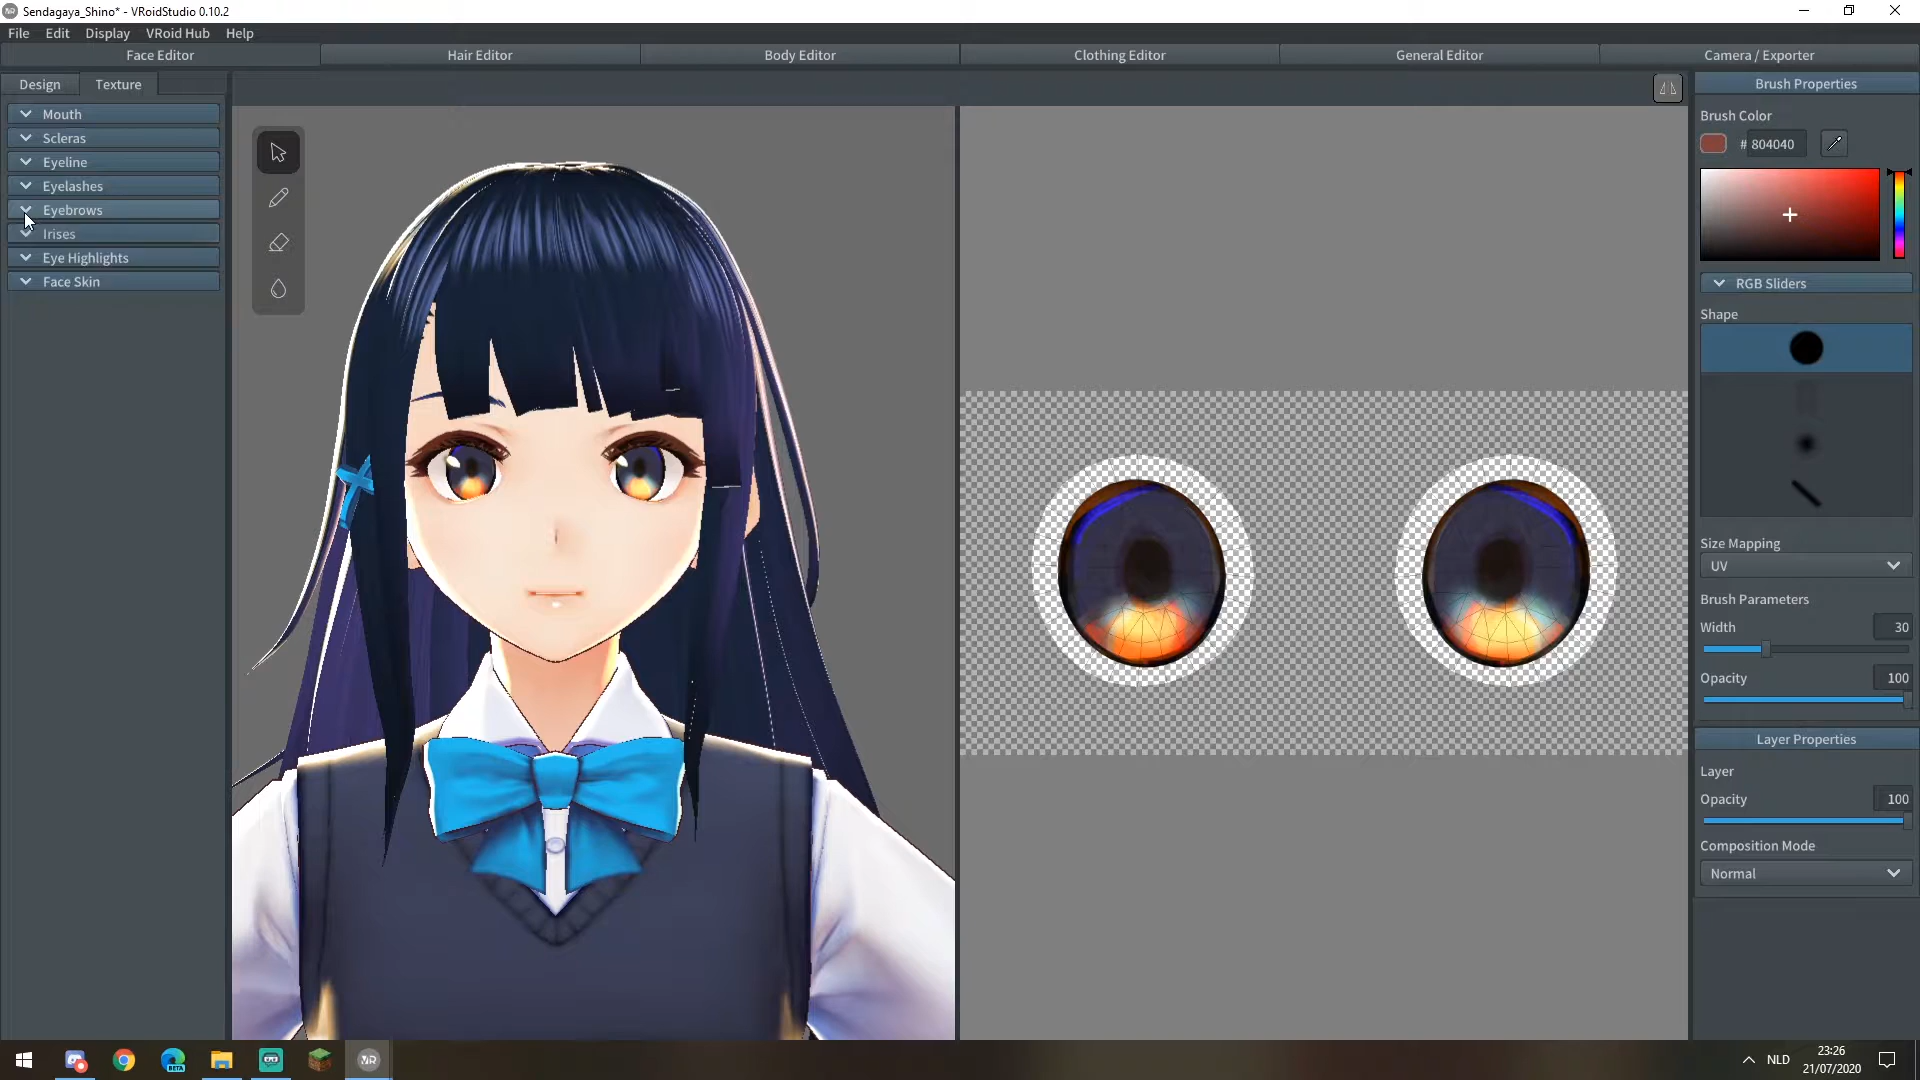 Sendagaya_Shino* - VRoidStudio 0.10.2
File Edit Display VRoid Hub Help
Face Editor Hair Editor Body Editor Clothing Editor General Editor Camera / Exporter
Design Texture
Mouth
Scleras
Eyeline
Eyelashes
Eyebrows
Irises
Eye Highlights
Face Skin
Brush Properties
Brush Color
# 804040
RGB Sliders
Shape
Size Mapping
UV
Brush Parameters
Width 30
Opacity 100
Layer Properties
Layer
Opacity 100
Composition Mode
Normal
BETA
VR
NLD
23:26
21/07/2020